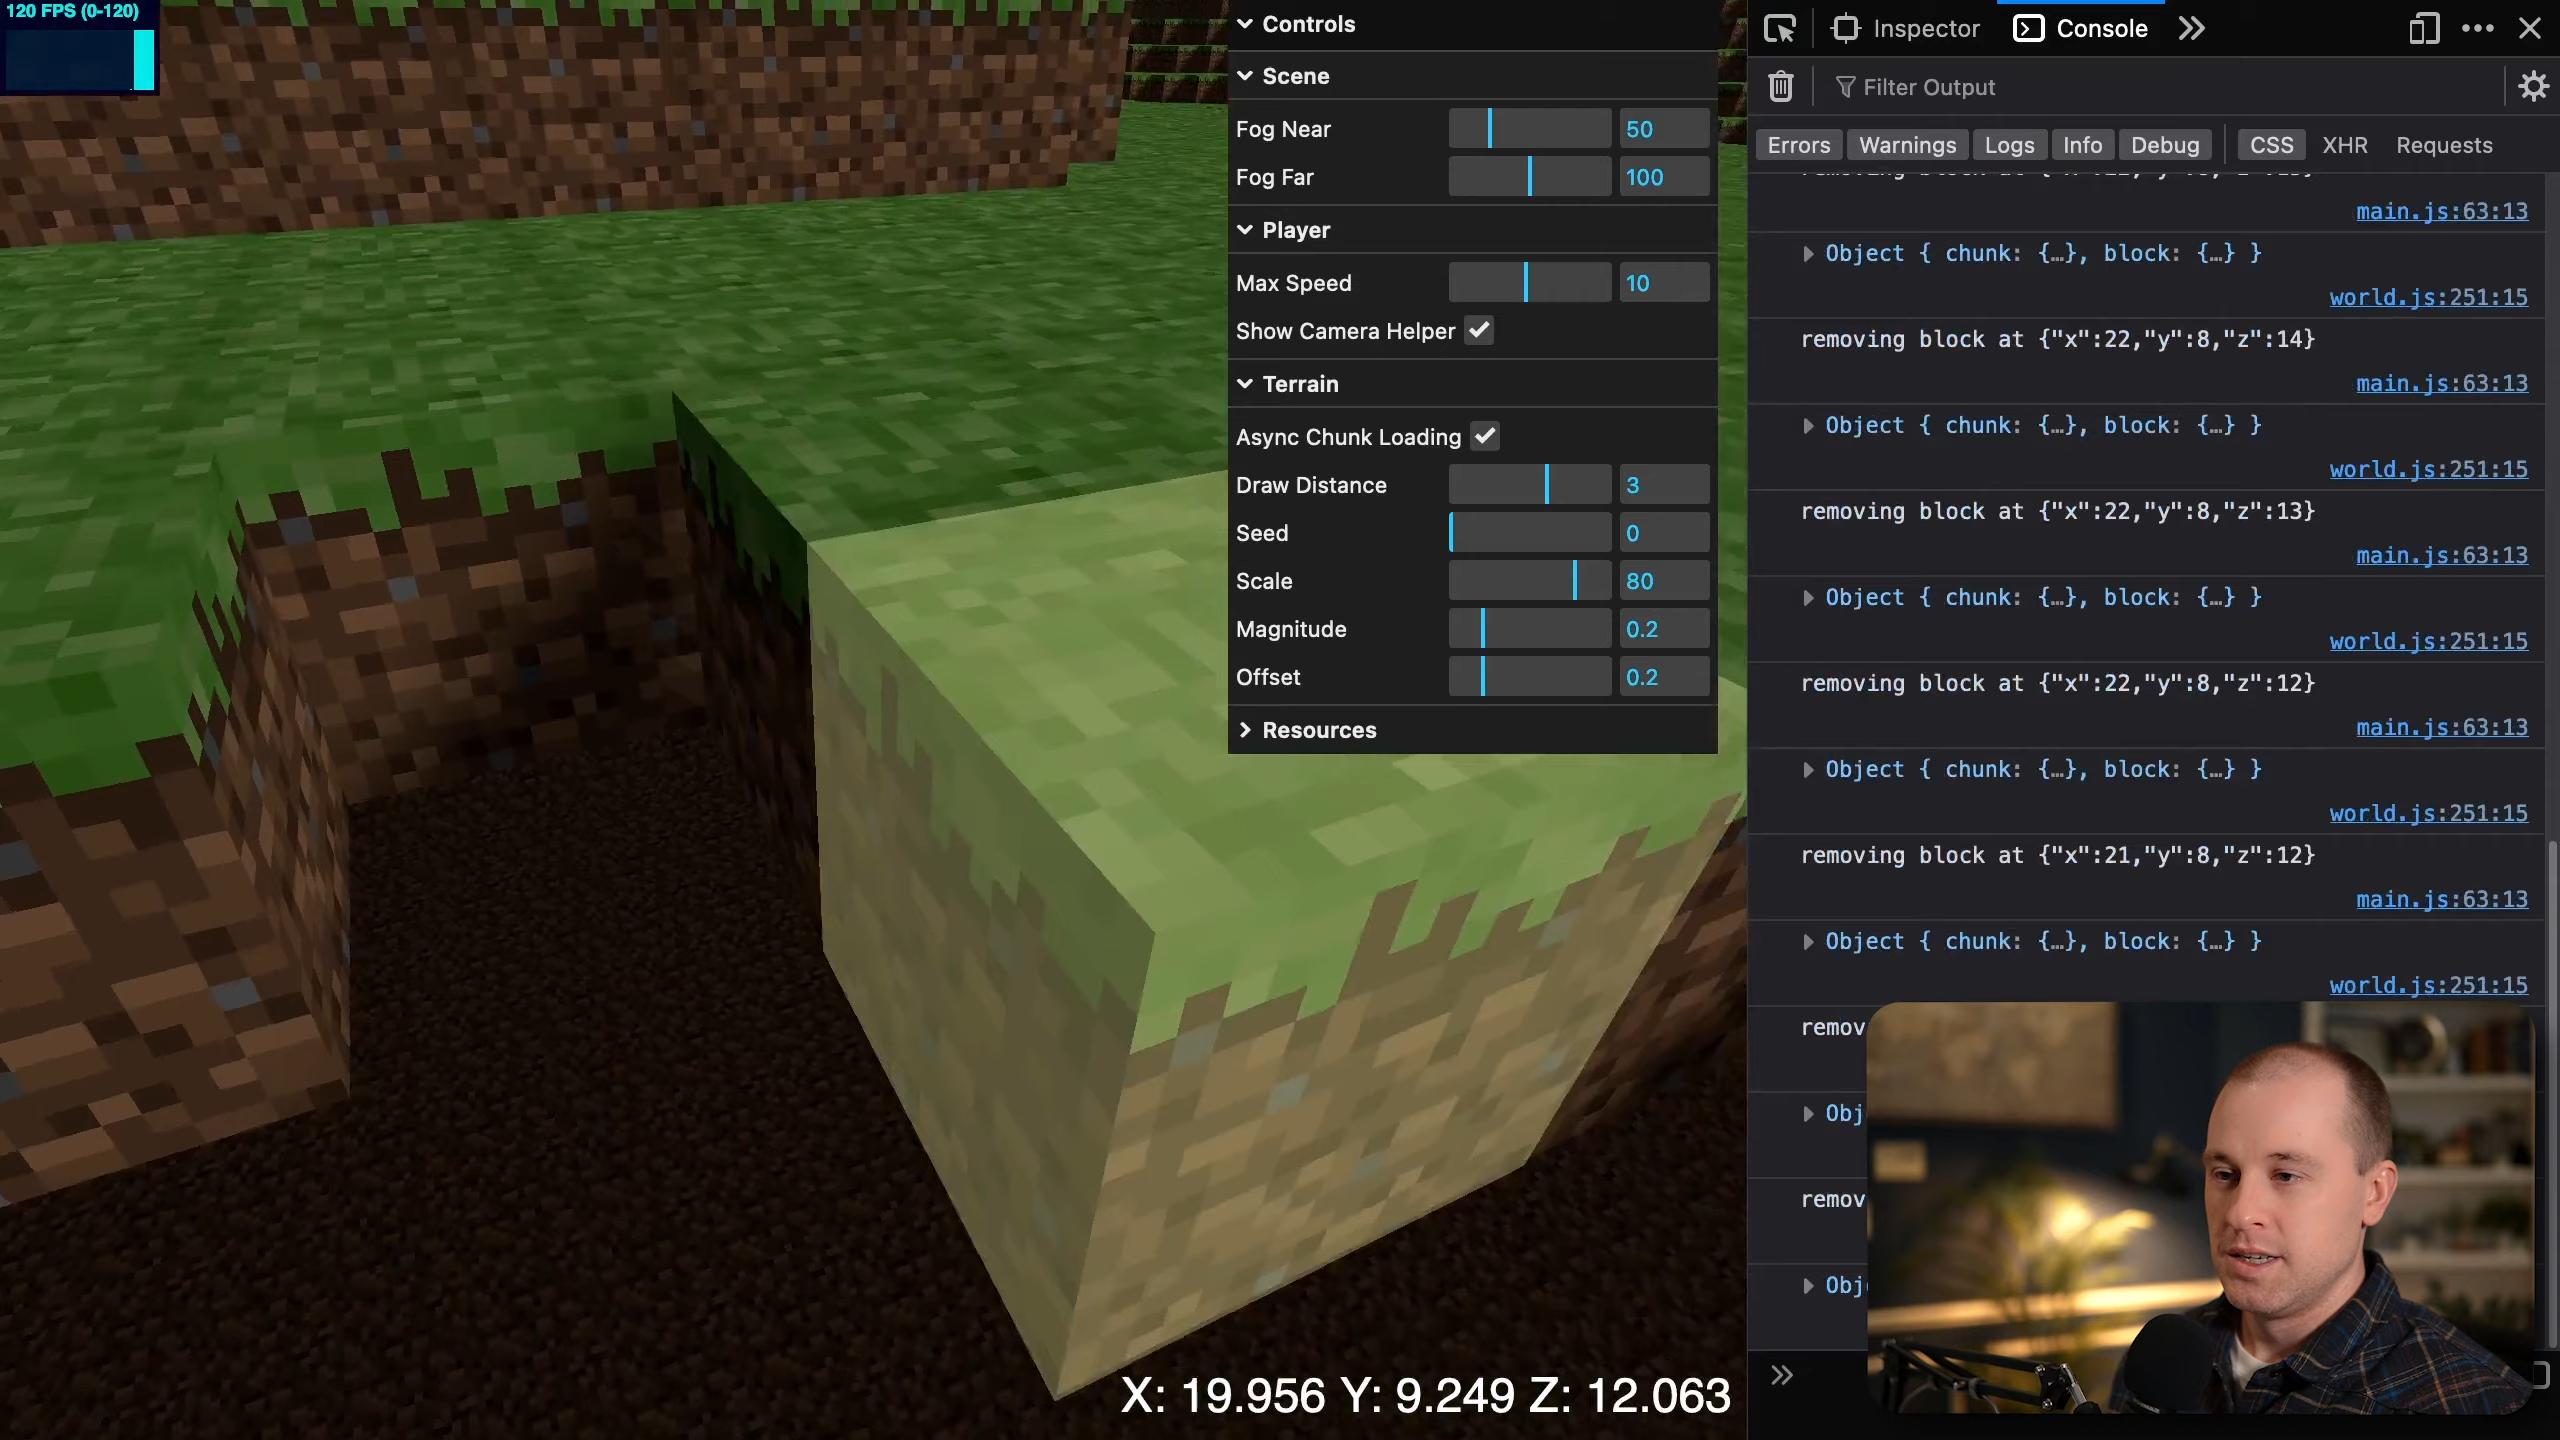 120 FPS (0-120)
Controls
Scene
Fog Near 50
Fog Far 100
Player
Max Speed 10
Show Camera Helper
Terrain
Async Chunk Loading
Draw Distance 3
Seed 0
Scale 80
Magnitude 0.2
Offset 0.2
Resources
X: 19.956 Y: 9.249 Z: 12.063
Inspector Console
Filter Output
Errors Warnings Logs Info Debug CSS XHR Requests
main.js:63:13
Object { chunk: {…}, block: {…} }
world.js:251:15
removing block at {"x":22,"y":8,"z":14}
main.js:63:13
Object { chunk: {…}, block: {…} }
world.js:251:15
removing block at {"x":22,"y":8,"z":13}
main.js:63:13
Object { chunk: {…}, block: {…} }
world.js:251:15
removing block at {"x":22,"y":8,"z":12}
main.js:63:13
Object { chunk: {…}, block: {…} }
world.js:251:15
removing block at {"x":21,"y":8,"z":12}
main.js:63:13
Object { chunk: {…}, block: {…} }
world.js:251:15
remov
Obj
remov
Obj